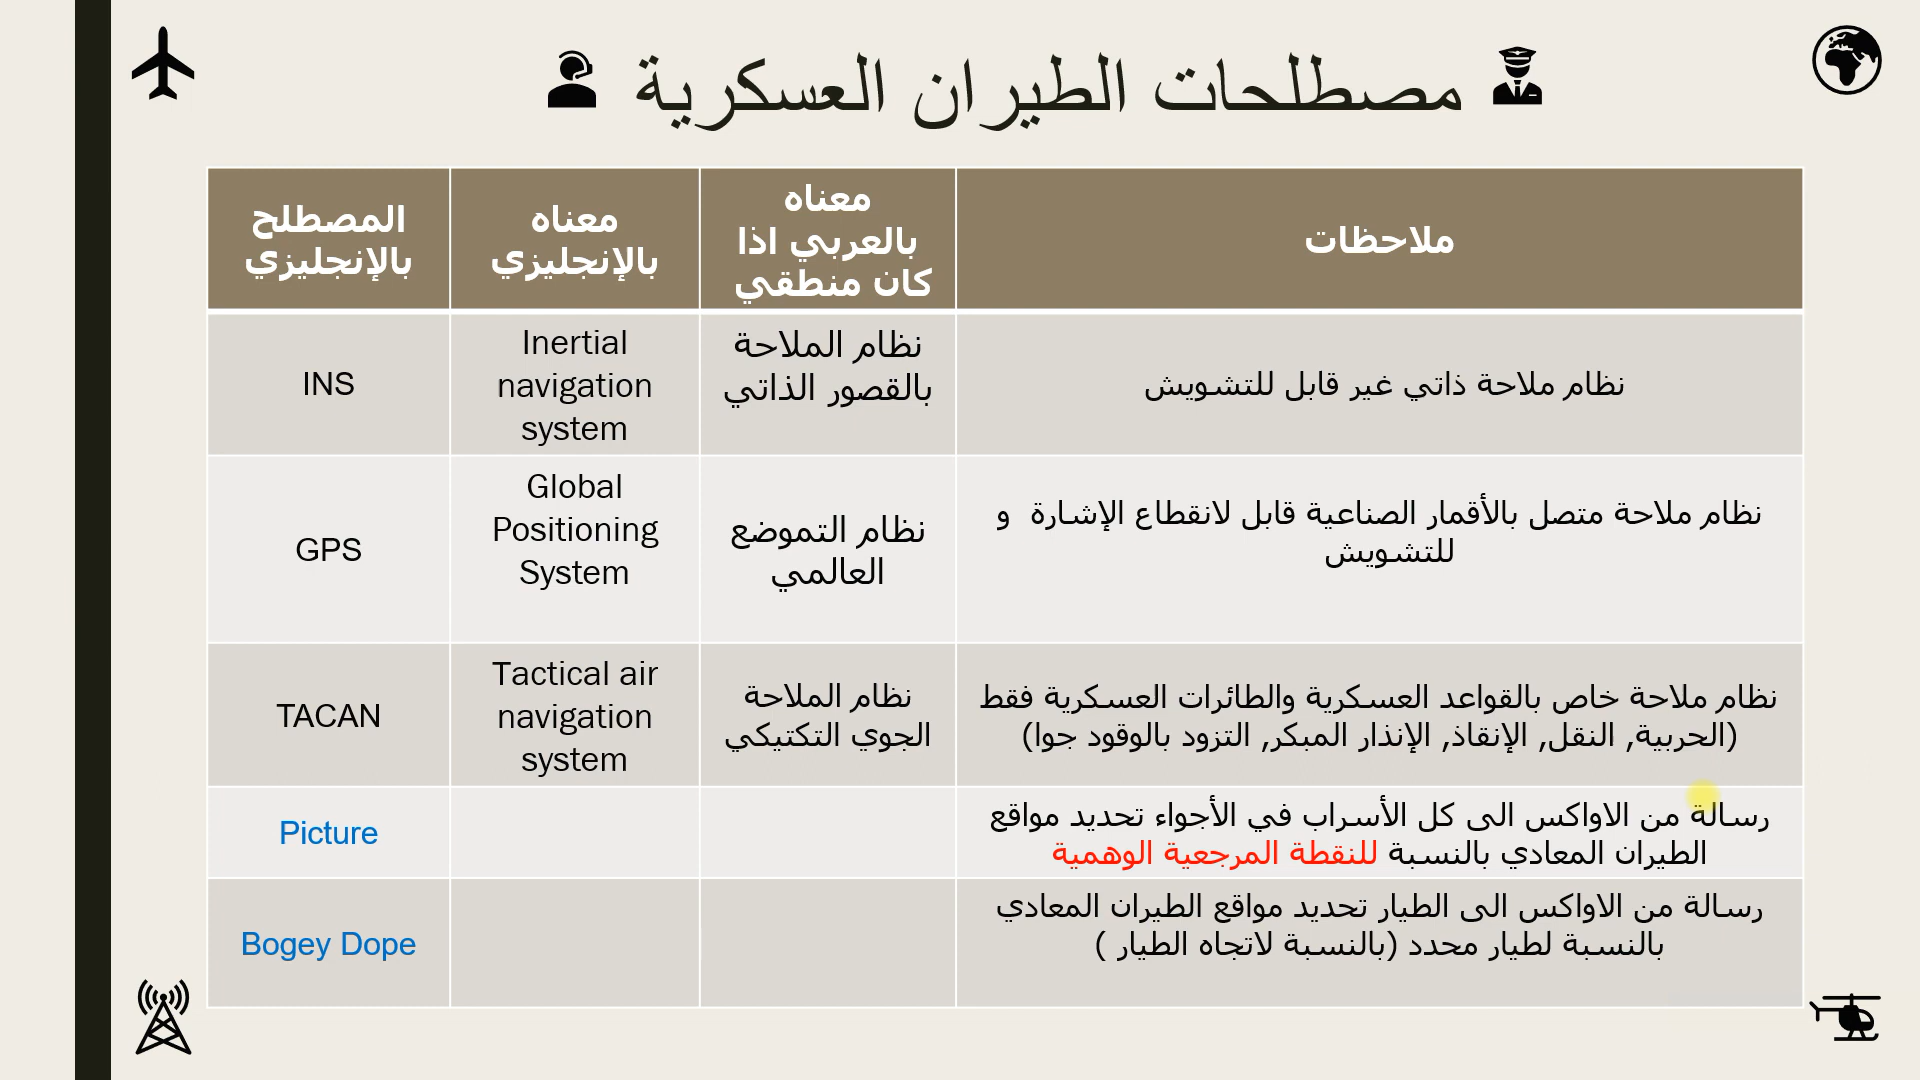 مصطلحات الطيران العسكرية
المصطلح
بالإنجليزي
معناه
بالإنجليزي
معناه
بالعربي اذا
كان منطقي
ملاحظات
INS
Inertial
navigation
system
نظام الملاحة
بالقصور الذاتي
نظام ملاحة ذاتي غير قابل للتشويش
GPS
Global
Positioning
System
نظام التموضع
العالمي
نظام ملاحة متصل بالأقمار الصناعية قابل لانقطاع الإشارة و
للتشويش
TACAN
Tactical air
navigation
system
نظام الملاحة
الجوي التكتيكي
نظام ملاحة خاص بالقواعد العسكرية والطائرات العسكرية فقط
(الحربية, النقل, الإنقاذ, الإنذار المبكر, التزود بالوقود جوا)
Picture
رسالة من الاواكس الى كل الأسراب في الأجواء تحديد مواقع
الطيران المعادي بالنسبة للنقطة المرجعية الوهمية
Bogey Dope
رسالة من الاواكس الى الطيار تحديد مواقع الطيران المعادي
بالنسبة لطيار محدد (بالنسبة لاتجاه الطيار )